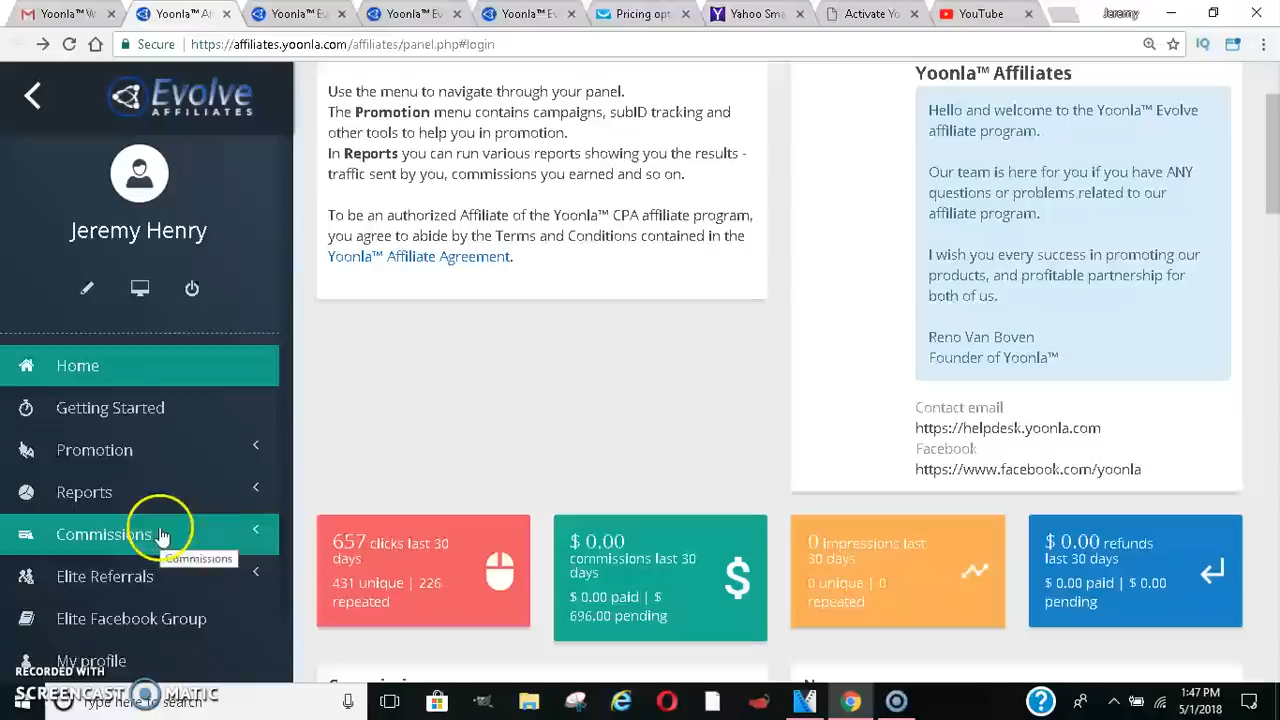 Gmail
Yoonla™ W
Yoonla™ Af
Yoonla™ Ev
Yoonla™ Ev
Yoonla™ Ev
Pricing opt
Yahoo Sma
Activate Yo
YouTube
Jeremy
Secure
https://affiliates.yoonla.com/affiliates/panel.php#login
Evolve
AFFILIATES
Jeremy Henry
Home
Getting Started
Promotion
Reports
Commissions
Commissions
Elite Referrals
Elite Facebook Group
My profile
Use the menu to navigate through your panel.
The Promotion menu contains campaigns, subID tracking and
other tools to help you in promotion.
In Reports you can run various reports showing you the results -
traffic sent by you, commissions you earned and so on.
To be an authorized Affiliate of the Yoonla™ CPA affiliate program,
you agree to abide by the Terms and Conditions contained in the
Yoonla™ Affiliate Agreement.
Yoonla™ Affiliates
Hello and welcome to the Yoonla™ Evolve
affiliate program.
Our team is here for you if you have ANY
questions or problems related to our
affiliate program.
I wish you every success in promoting our
products, and profitable partnership for
both of us.
Reno Van Boven
Founder of Yoonla™
Contact email
https://helpdesk.yoonla.com
Facebook
https://www.facebook.com/yoonla
657 clicks last 30
days
431 unique | 226
repeated
$ 0.00
commissions last 30
days
$ 0.00 paid | $
696.00 pending
0 impressions last
30 days
0 unique | 0
repeated
$ 0.00 refunds
last 30 days
$ 0.00 paid | $ 0.00
pending
RECORDED WITH
SCREENCAST MATIC
Type here to search
1:47 PM
5/1/2018